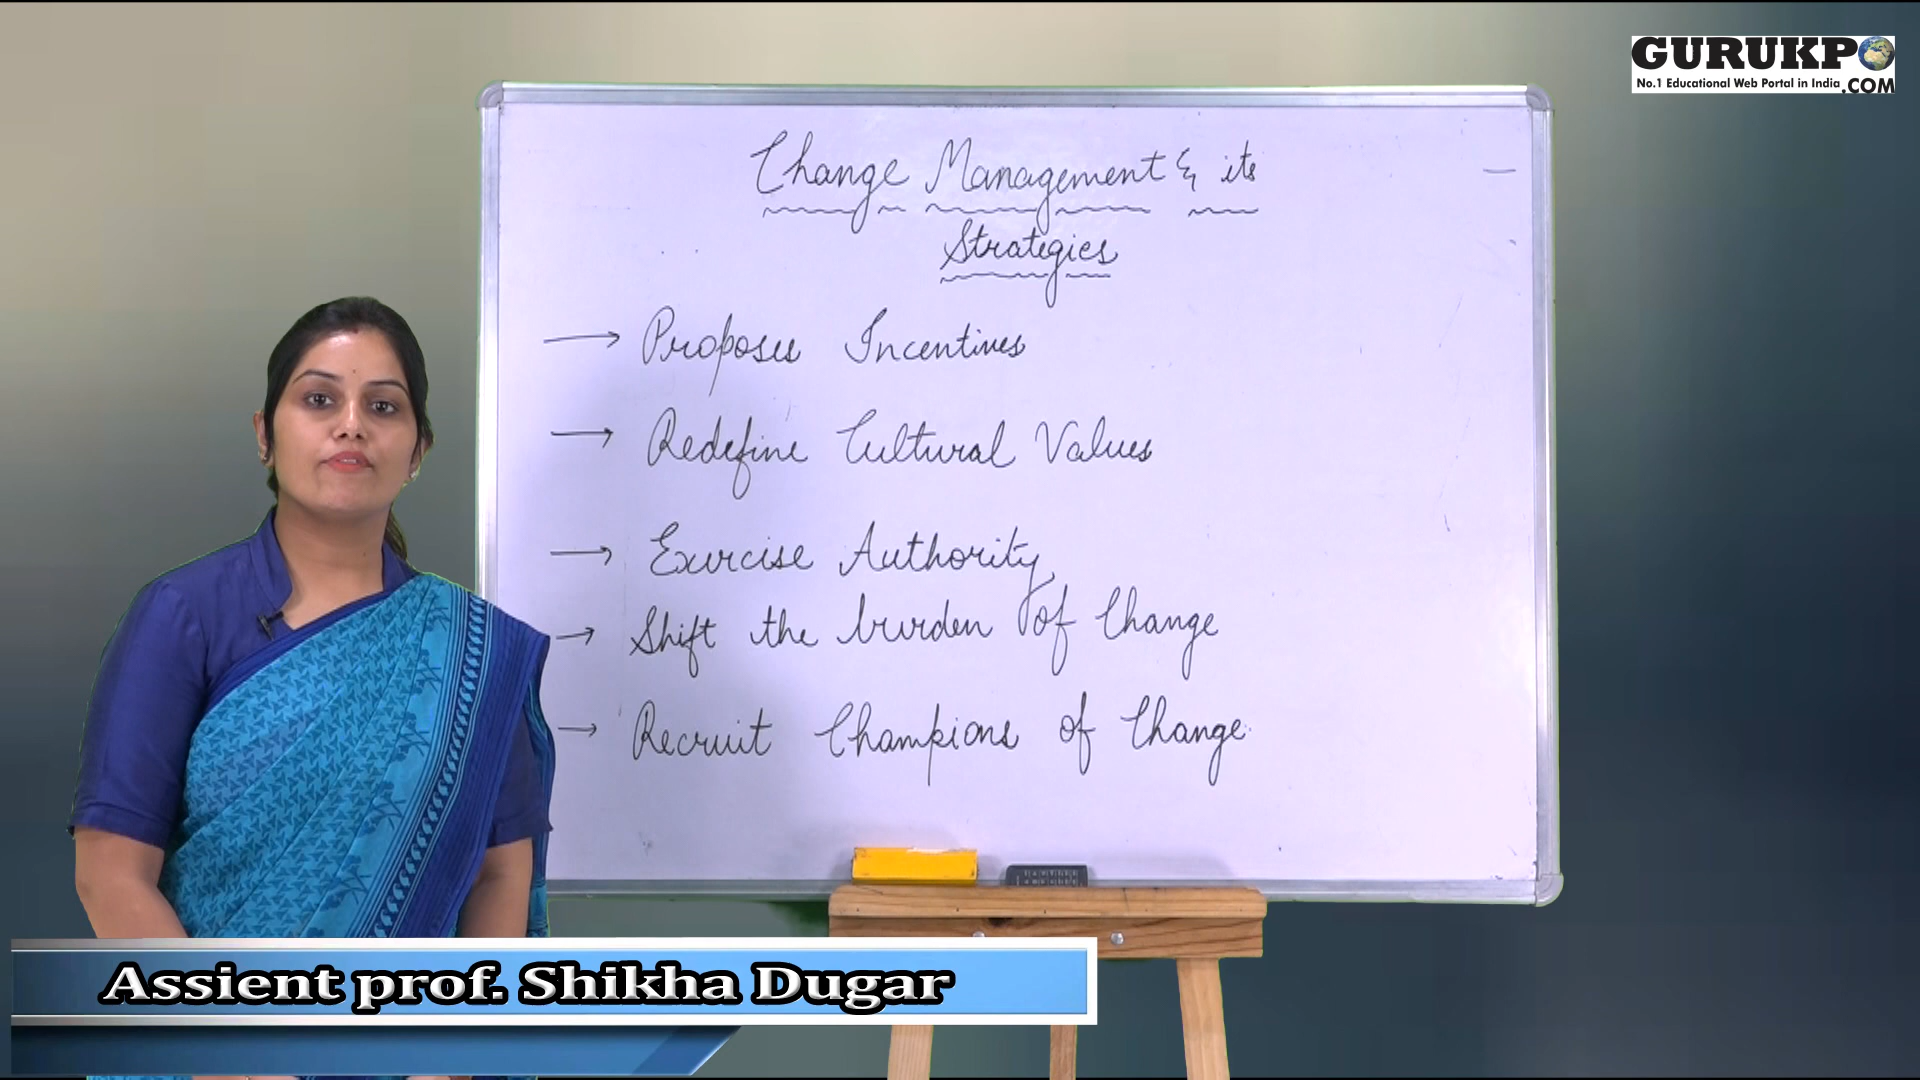 GURUKPO
No.1 Educational Web Portal in India .COM
Change Management & its
Strategies
→ Proposes Incentives
→ Redefine Cultural Values
→ Exercise Authority
→ Shift the burden of Change
→ Recruit Champions of Change.
Assient prof. Shikha Dugar